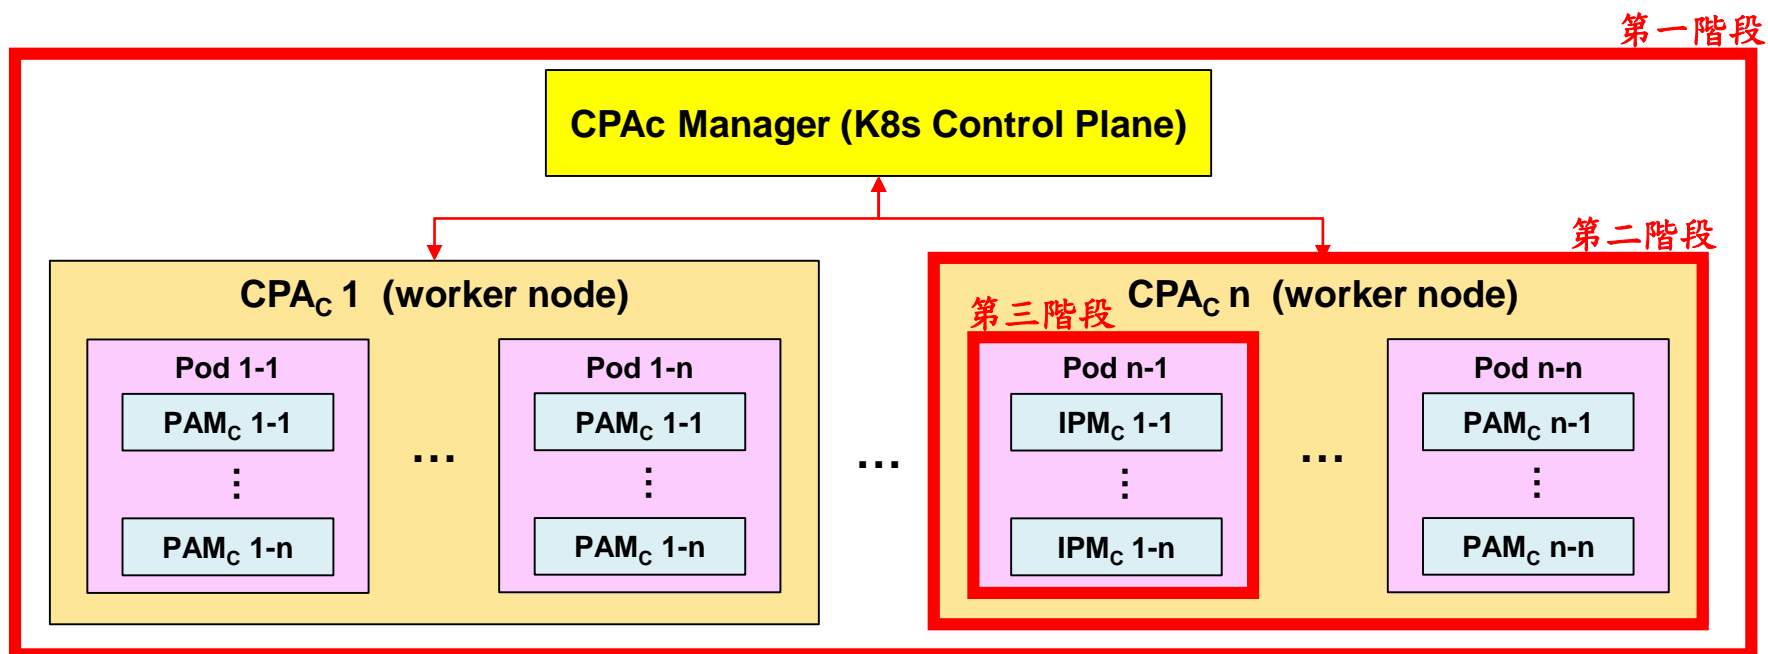 第一階段
CPAc Manager (K8s Control Plane)
第二階段
CPAC 1 (worker node)
CPAC n (worker node)
第三階段
Pod 1-1
Pod 1-n
Pod n-1
Pod n-n
PAMC 1-1
PAMC 1-1
IPMC 1-1
PAMC n-1
⋮
⋮
⋮
⋮
...
...
...
PAMC 1-n
PAMC 1-n
IPMC 1-n
PAMC n-n